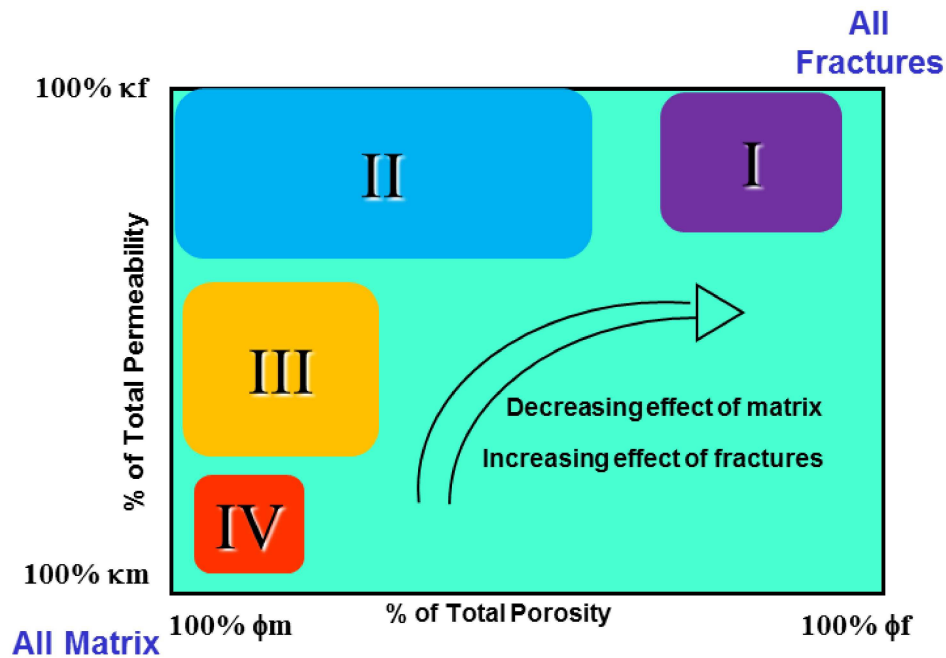 All
Fractures
100% κf
II
I
% of Total Permeability
III
Decreasing effect of matrix
Increasing effect of fractures
IV
100% κm
% of Total Porosity
100% ϕm
100% ϕf
All Matrix